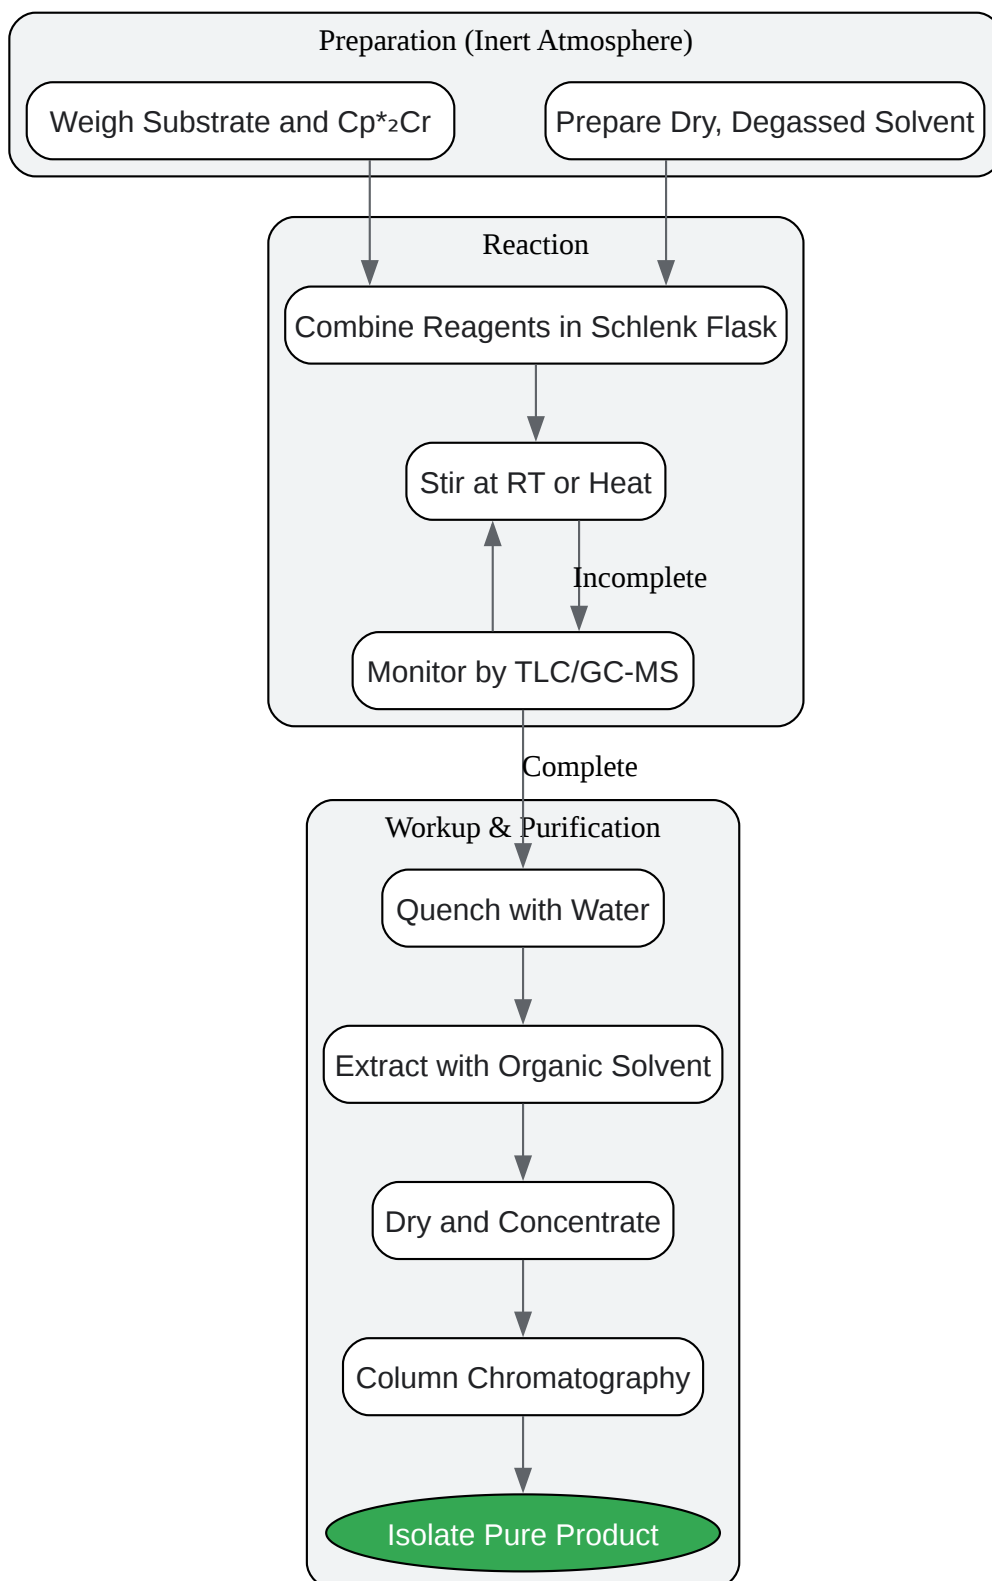 Preparation (Inert Atmosphere)
Weigh Substrate and Cp*₂Cr
Prepare Dry, Degassed Solvent
Reaction
Combine Reagents in Schlenk Flask
Stir at RT or Heat
Incomplete
Monitor by TLC/GC-MS
Complete
Workup & Purification
Quench with Water
Extract with Organic Solvent
Dry and Concentrate
Column Chromatography
Isolate Pure Product